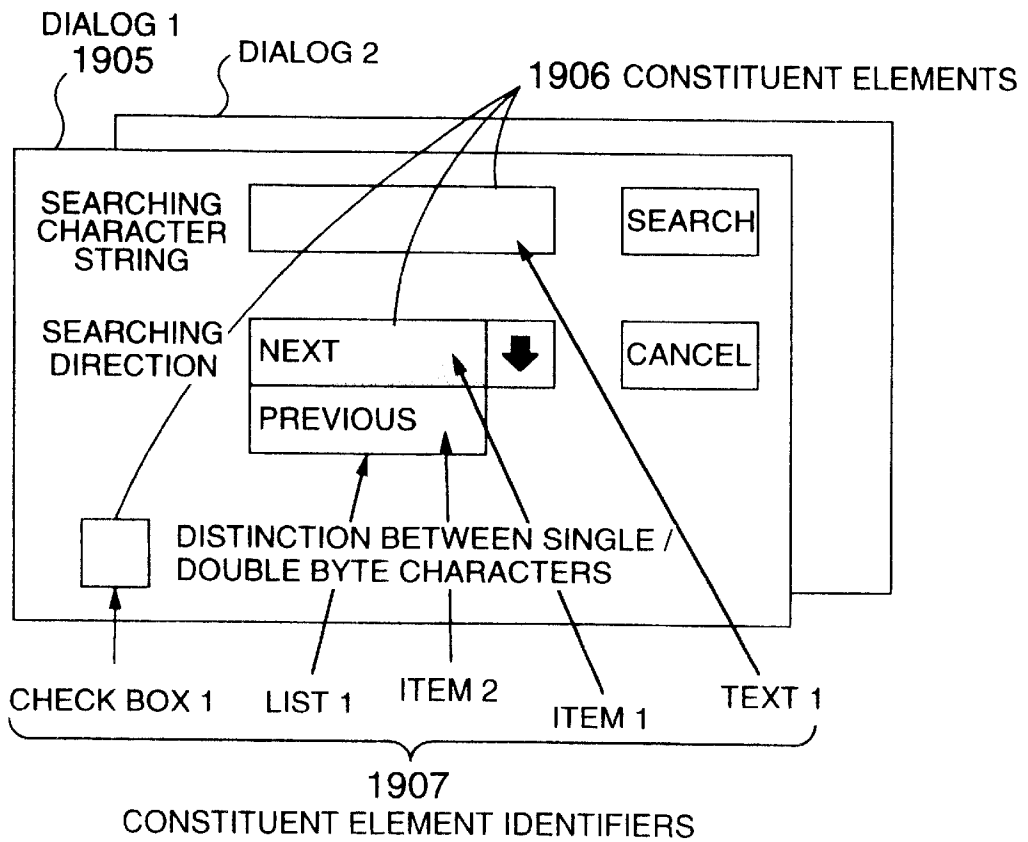 DIALOG 1
1905
DIALOG 2
1906 CONSTITUENT ELEMENTS
SEARCHING
CHARACTER
STRING
SEARCH
SEARCHING
DIRECTION
NEXT
CANCEL
PREVIOUS
DISTINCTION BETWEEN SINGLE /
DOUBLE BYTE CHARACTERS
CHECK BOX 1
LIST 1
ITEM 2
ITEM 1
TEXT 1
1907
CONSTITUENT ELEMENT IDENTIFIERS